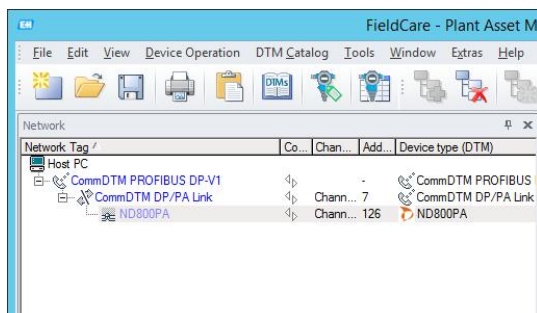 FieldCare - Plant Asset M
File Edit View Device Operation DTM Catalog Tools Window Extras Help
DTMs
Network
Network Tag / Co... Chan... Add... Device type (DTM)
Host PC
CommDTM PROFIBUS DP-V1 - CommDTM PROFIBUS
CommDTM DP/PA Link Chann... 7 CommDTM DP/PA Link
ND800PA Chann... 126 ND800PA